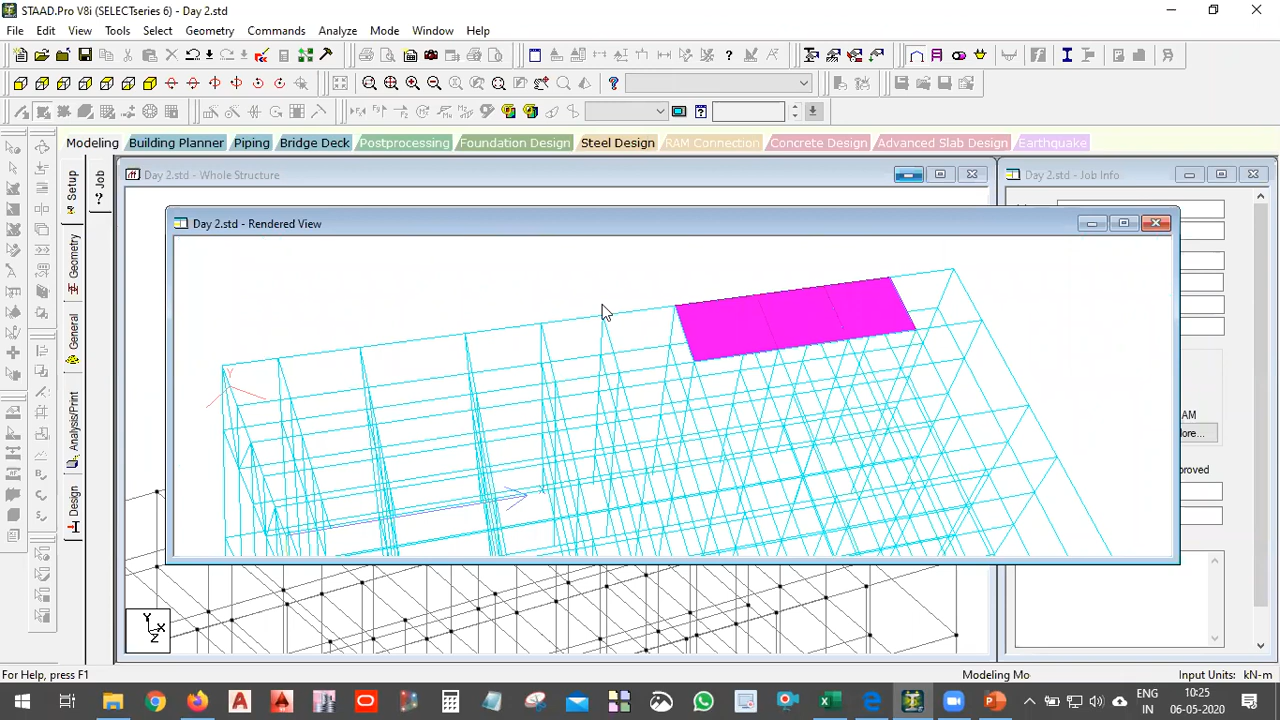 STAAD.Pro V8i (SELECTseries 6) - Day 2.std
File Edit View Tools Select Geometry Commands Analyze Mode Window Help
Modeling Building Planner Piping Bridge Deck Postprocessing Foundation Design Steel Design RAM Connection Concrete Design Advanced Slab Design Earthquake
Day 2.std - Whole Structure
Day 2.std - Job Info
Setup
Job
Geometry
General
Analysis/Print
Design
Day 2.std - Rendered View
Y
AM
lore...
proved
Y
X
Z
For Help, press F1
Modeling Mo
Input Units: kN-m
ENG
IN
10:25
06-05-2020